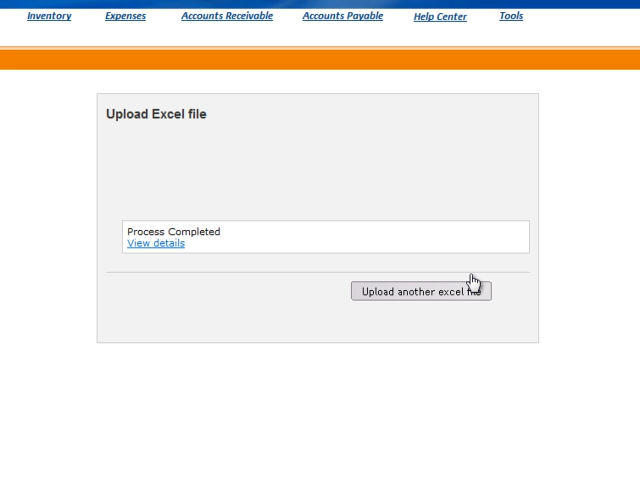 Inventory Expenses Accounts Receivable Accounts Payable Help Center Tools
Upload Excel file
Process Completed
View details
Upload another excel file